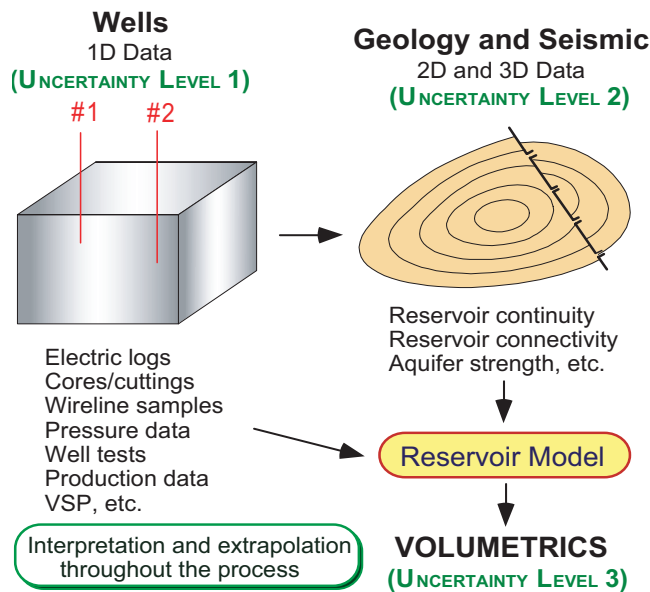 Wells
1D Data
(UNCERTAINTY LEVEL 1)
#1 #2
Geology and Seismic
2D and 3D Data
(UNCERTAINTY LEVEL 2)
Electric logs
Cores/cuttings
Wireline samples
Pressure data
Well tests
Production data
VSP, etc.
Reservoir continuity
Reservoir connectivity
Aquifer strength, etc.
Reservoir Model
Interpretation and extrapolation
throughout the process
VOLUMETRICS
(UNCERTAINTY LEVEL 3)